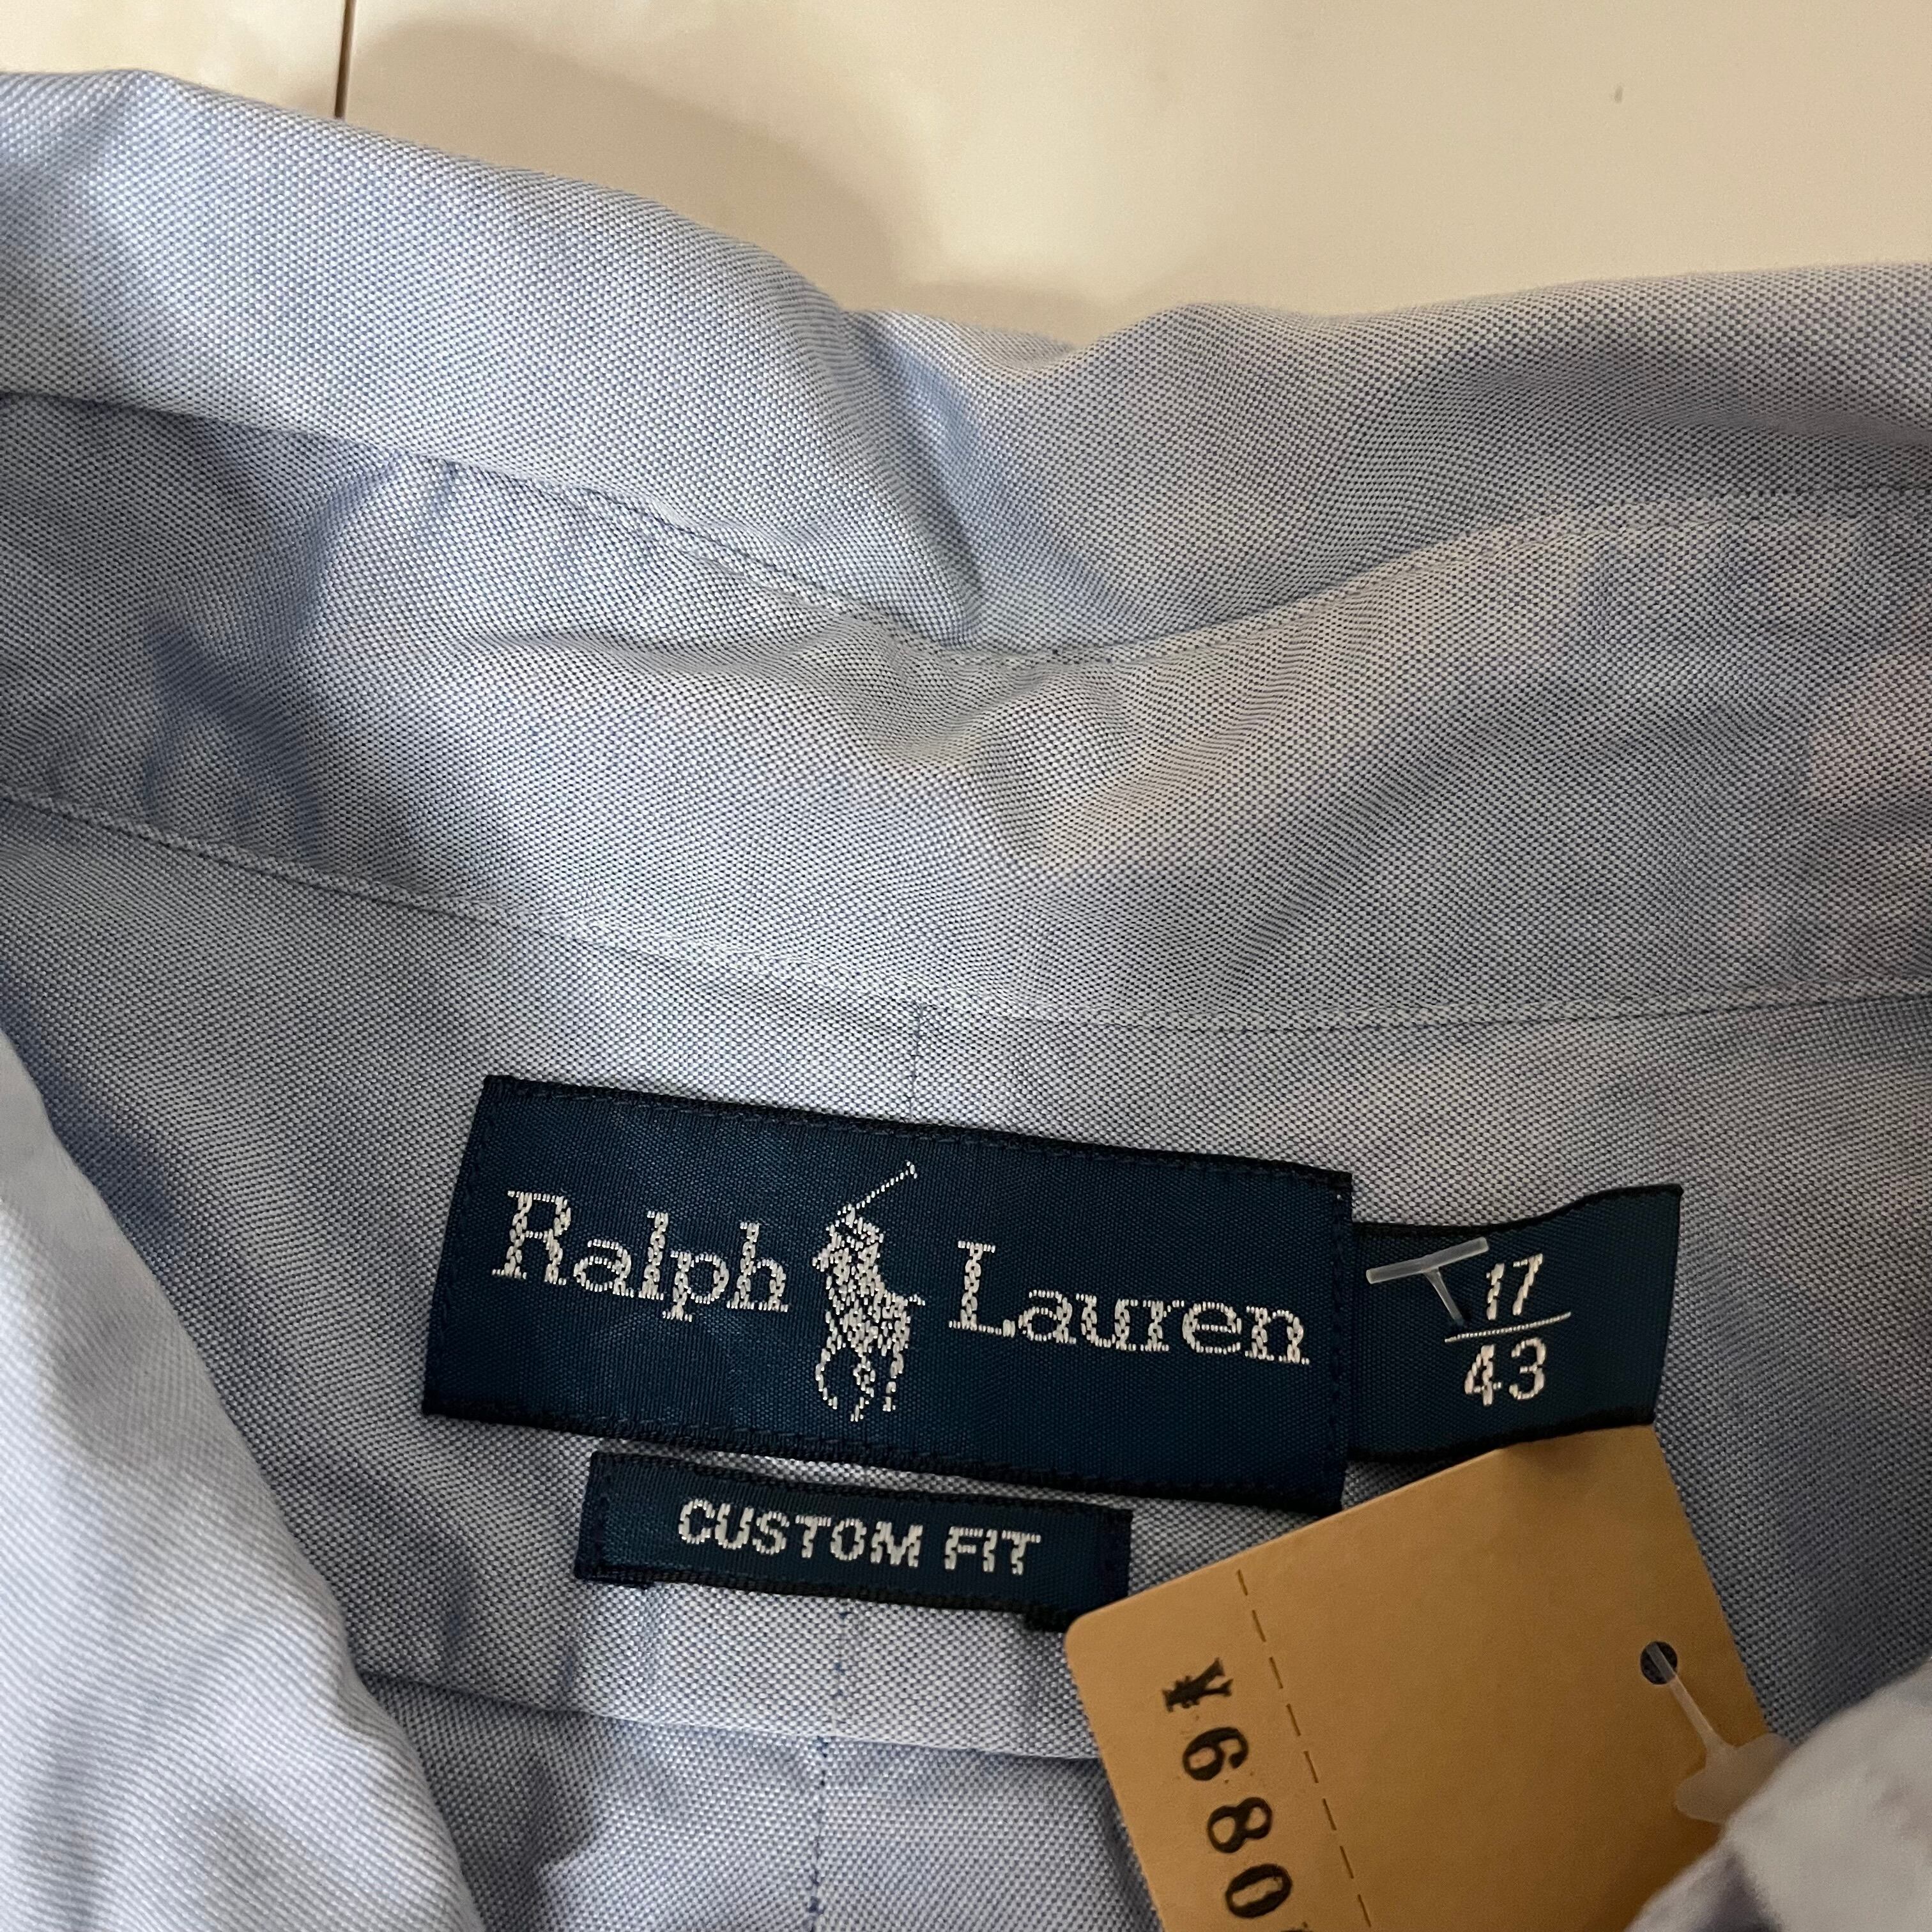 Ralph Lauren
17
43
CUSTOM FIT
¥680